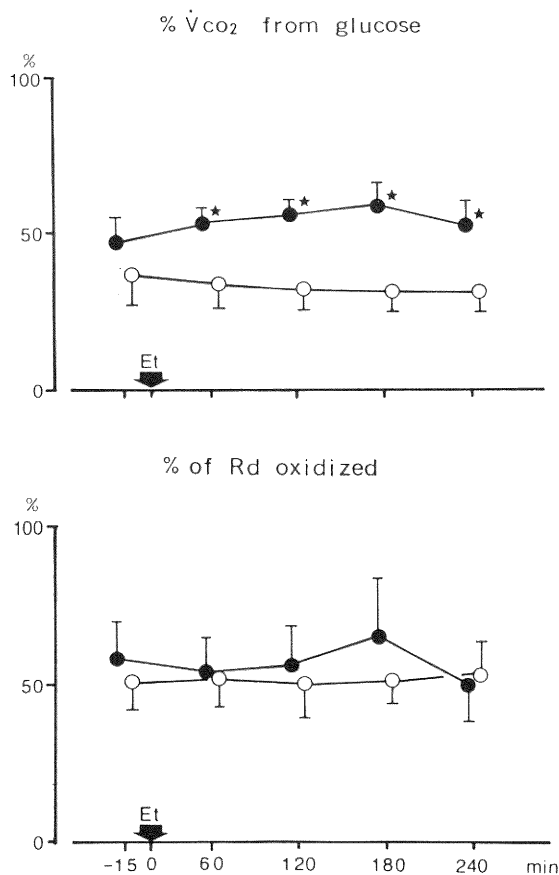 % V̇co₂ from glucose
%
100
50
0
Et
% of Rd oxidized
%
100
50
0
Et
-15 0 60 120 180 240 min